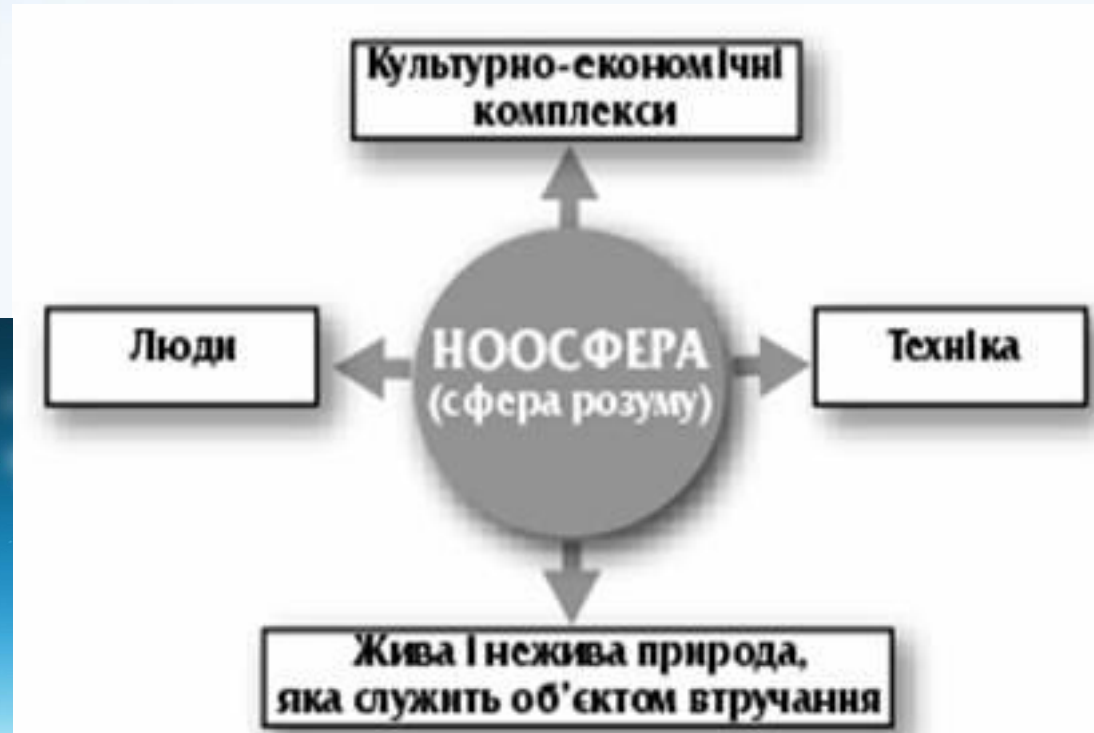 Культурно-економічні
комплекси
Люди
НООСФЕРА
(сфера розуму)
Техніка
Жива і нежива природа,
яка служить об'єктом втручання